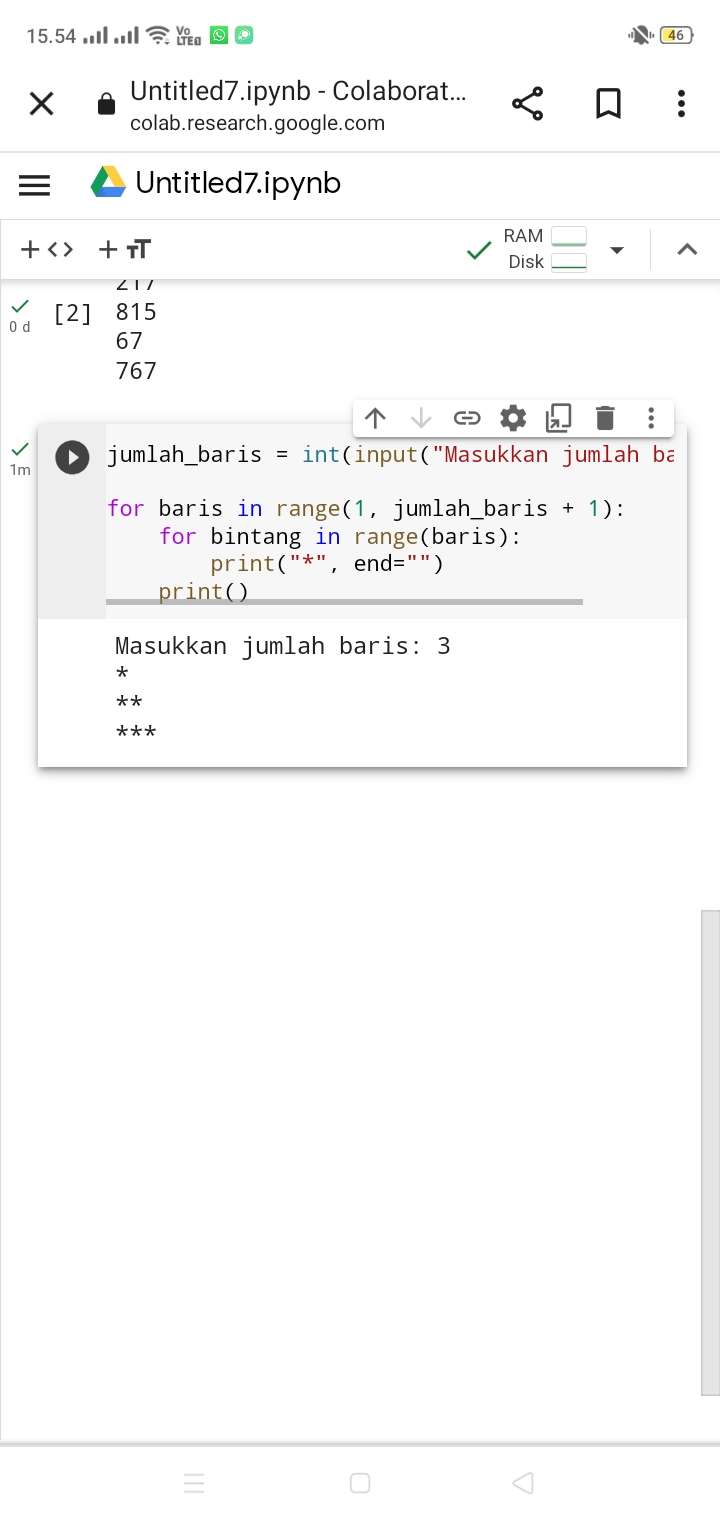 15.54 Vo LTE 46
Untitled7.ipynb - Colaborat...
colab.research.google.com
Untitled7.ipynb
RAM
Disk
217
0 d [2] 815
67
767
1m jumlah_baris = int(input("Masukkan jumlah ba
for baris in range(1, jumlah_baris + 1):
for bintang in range(baris):
print("*", end="")
print()
Masukkan jumlah baris: 3
*
**
***